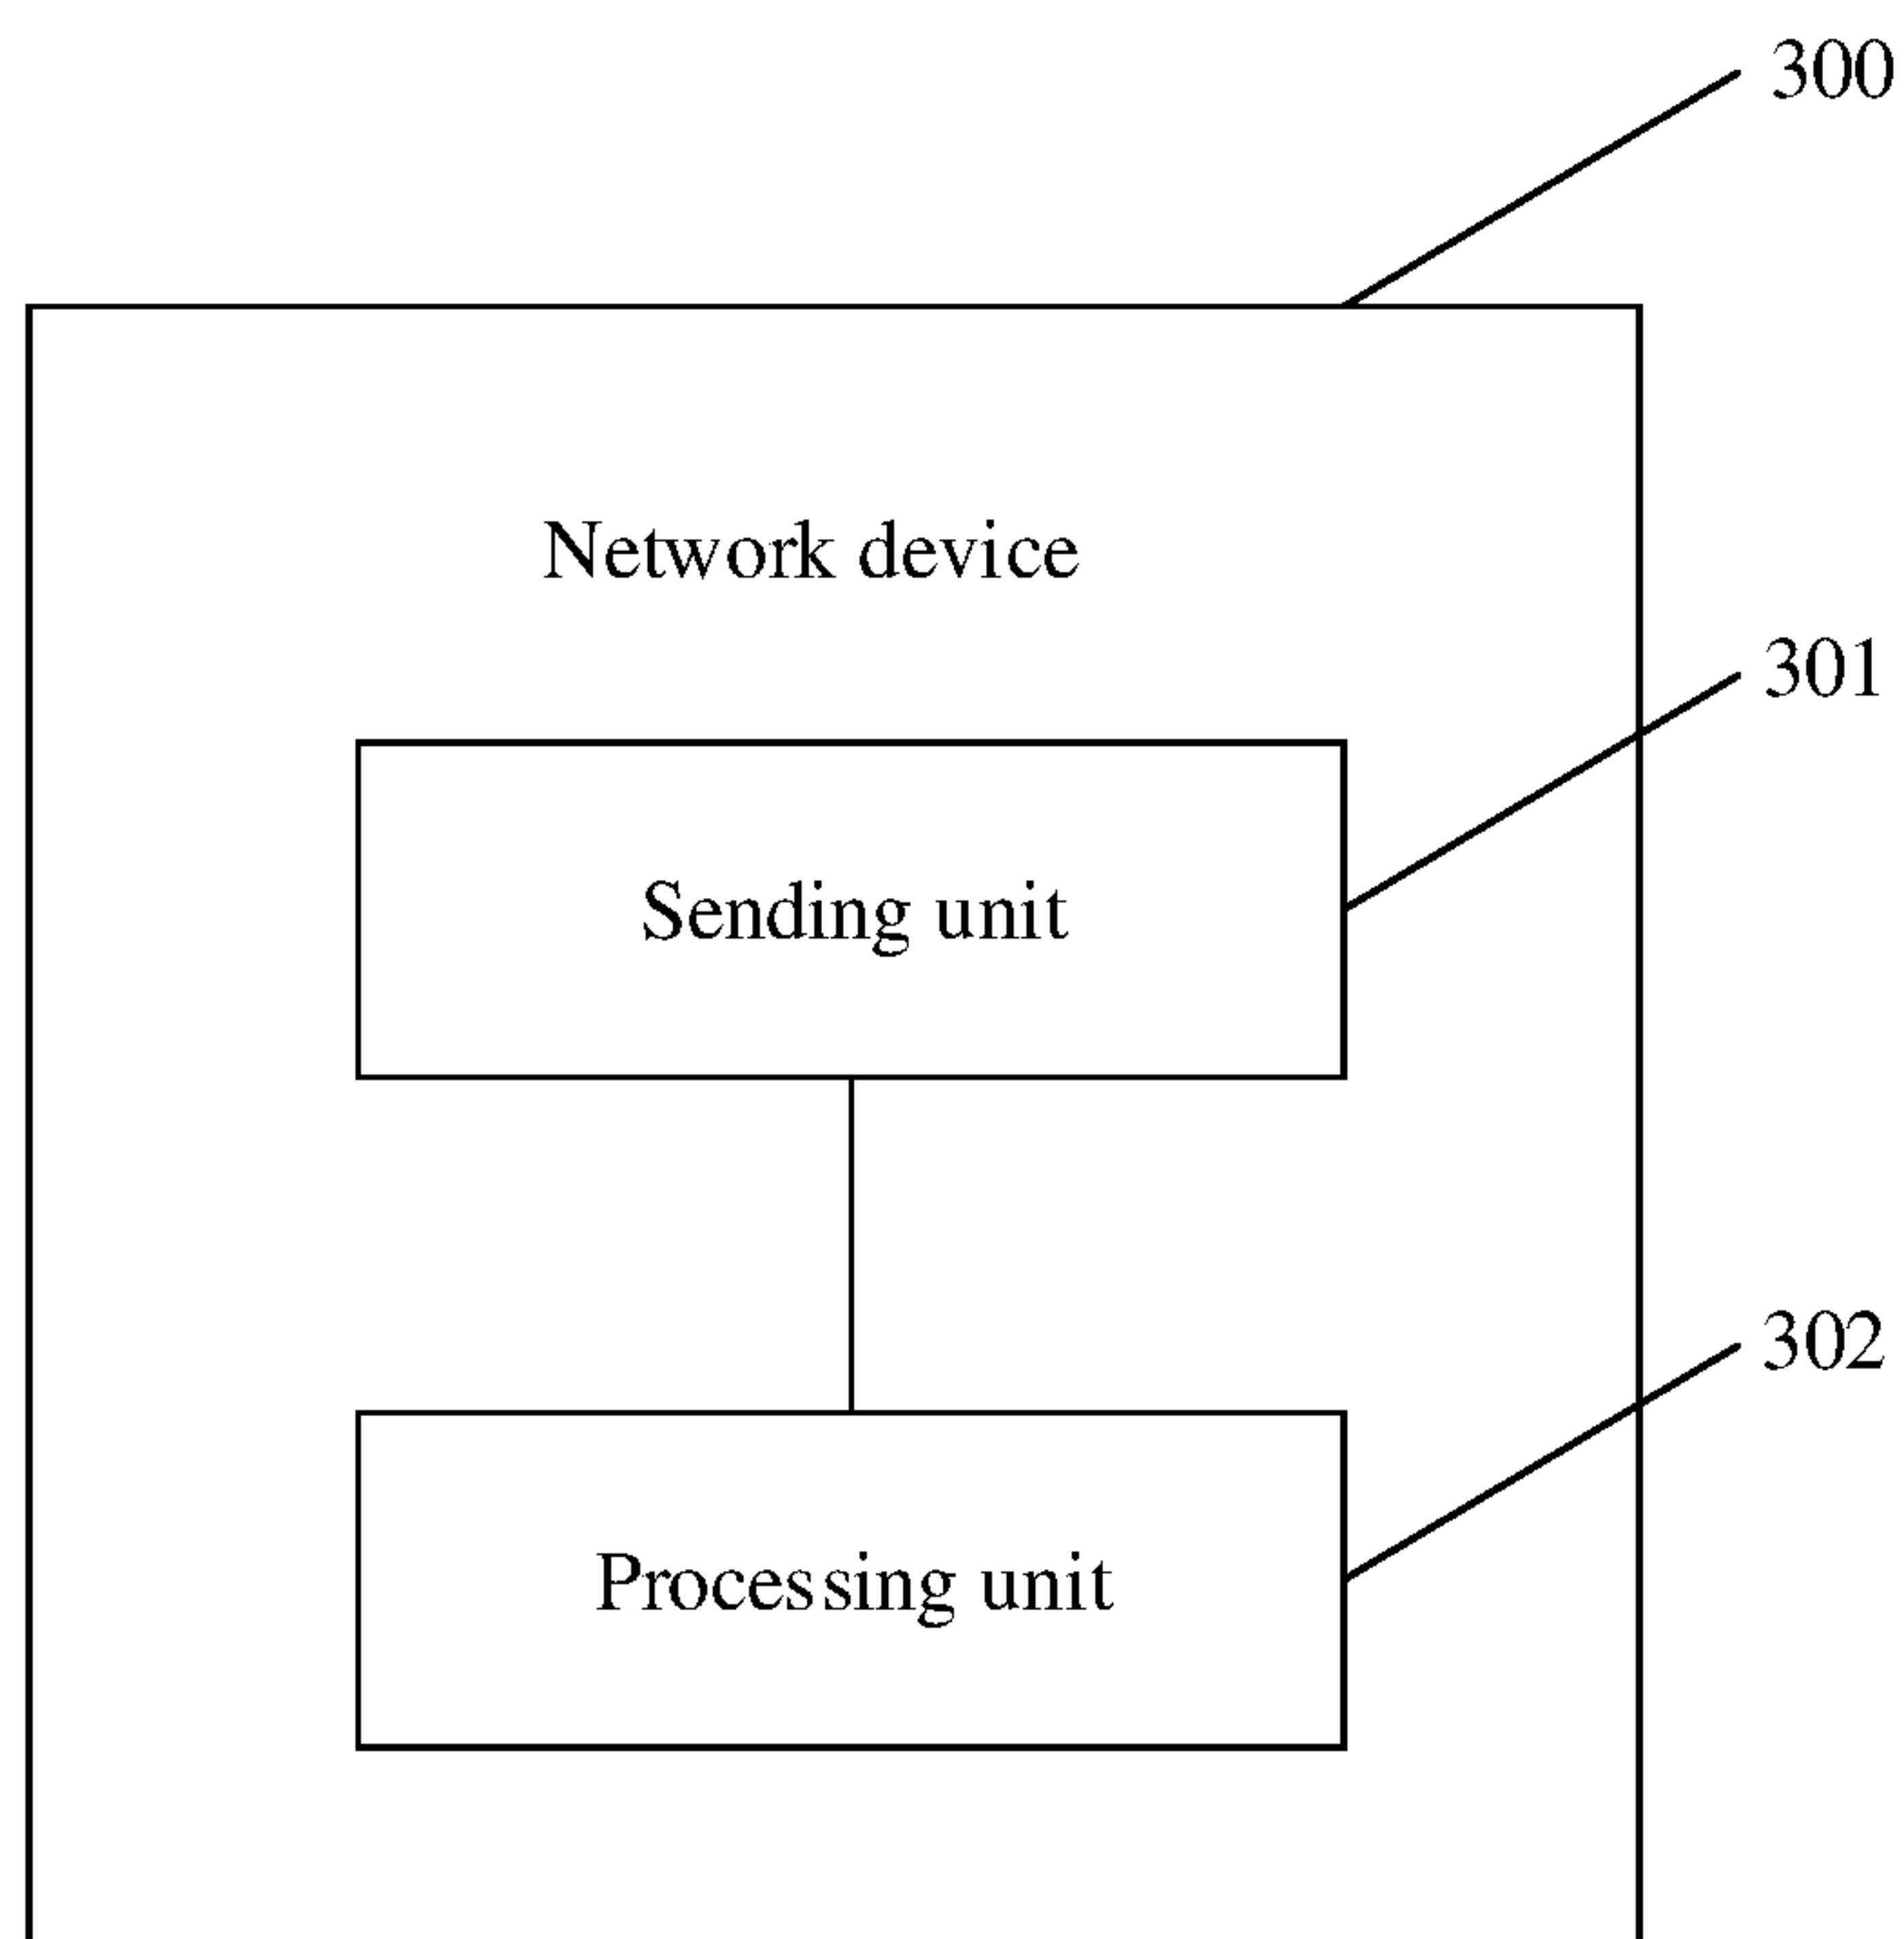 300
Network device
301
Sending unit
302
Processing unit